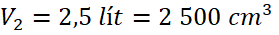 V₂ = 2,5 lít = 2 500 cm³